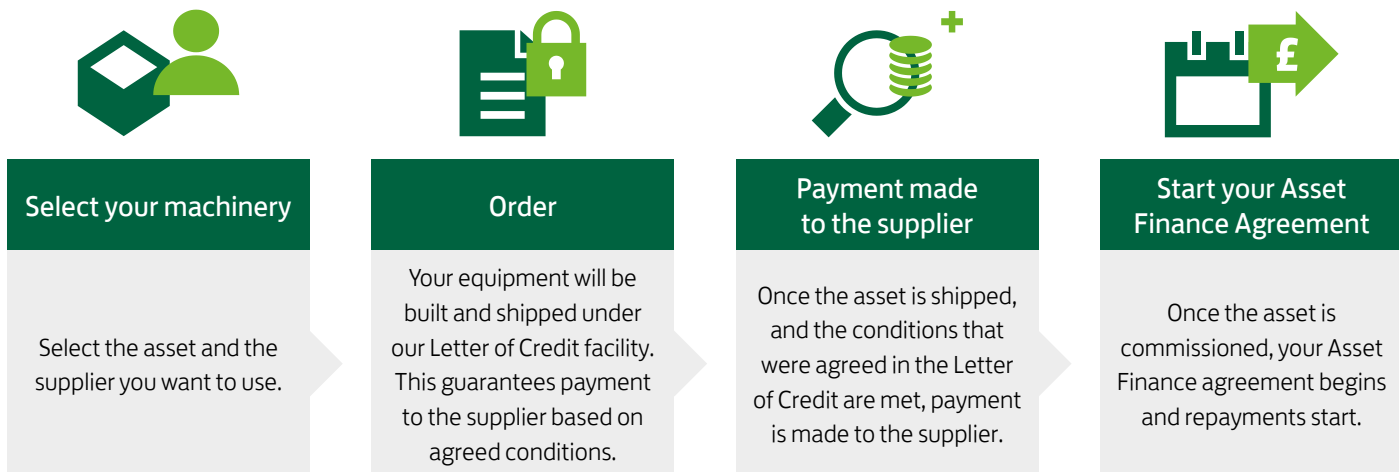 £
Select your machinery
Select the asset and the
supplier you want to use.
Order
Your equipment will be
built and shipped under
our Letter of Credit facility.
This guarantees payment
to the supplier based on
agreed conditions.
Payment made
to the supplier
Once the asset is shipped,
and the conditions that
were agreed in the Letter
of Credit are met, payment
is made to the supplier.
Start your Asset
Finance Agreement
Once the asset is
commissioned, your Asset
Finance agreement begins
and repayments start.